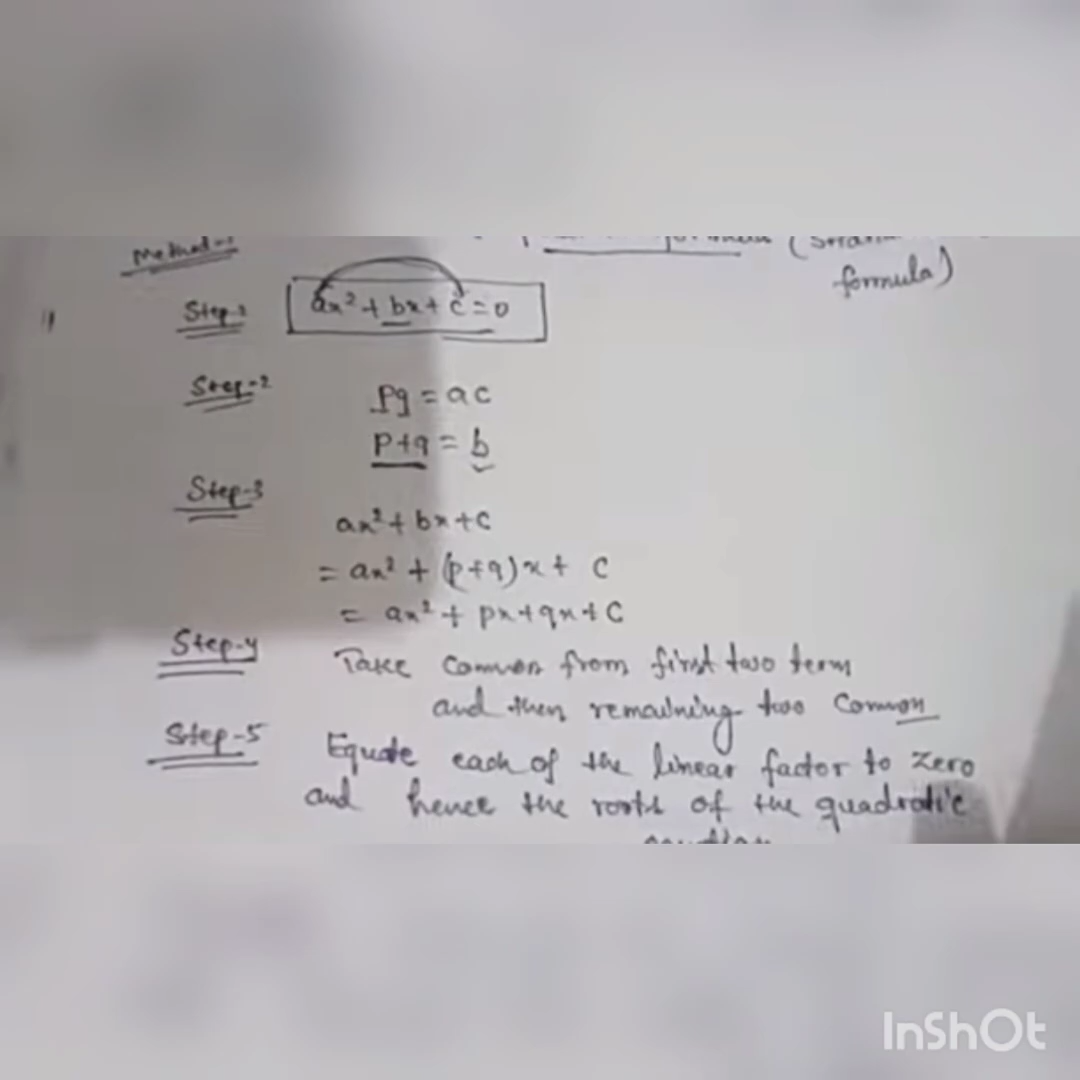 Method-1
formula)
Step-1 ax² + bx + c = 0
Step-2 pq = ac
p+q = b
Step-3
ax² + bx + c
= ax² + (p+q)x + c
= ax² + px + qx + c
Step-4 Take common from first two term
and then remaining two common
Step-5 Equate each of the linear factor to zero
and hence the roots of the quadratic
InShOt